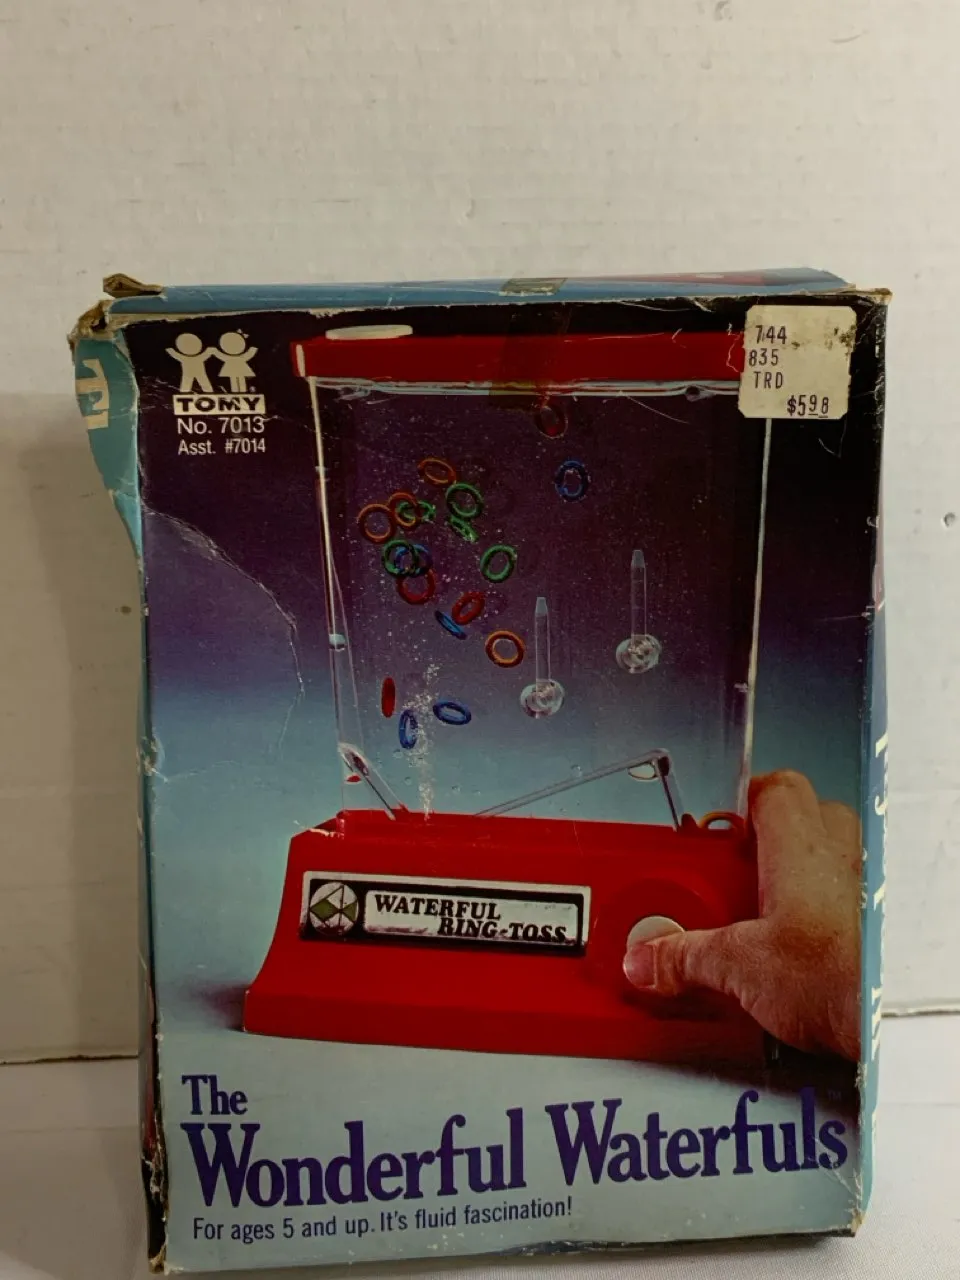 TOMY
No. 7013
Asst. #7014
744
835
TRD
$5.98
WATERFUL
RING-TOSS
The
Wonderful Waterfuls™
For ages 5 and up. It's fluid fascination!